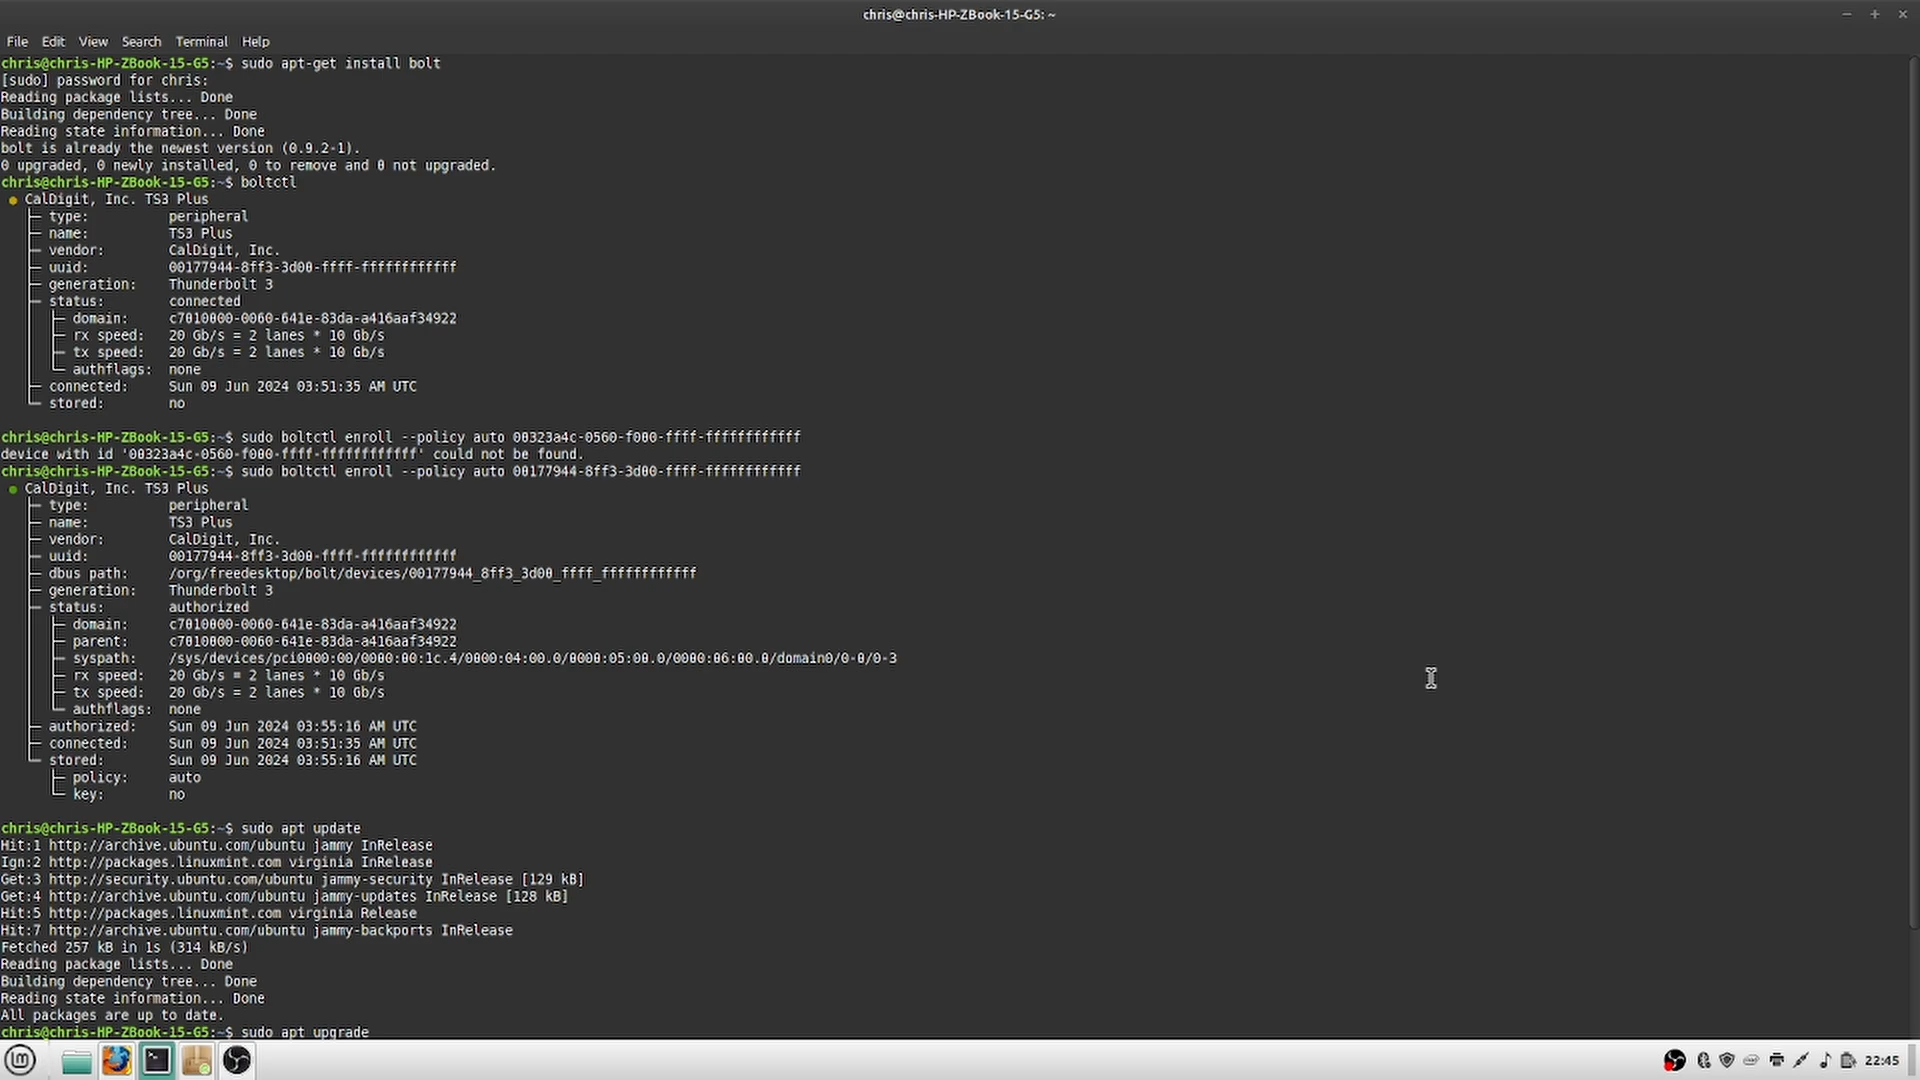 chris@chris-HP-ZBook-15-G5: ~
File Edit View Search Terminal Help
chris@chris-HP-ZBook-15-G5:~$ sudo apt-get install bolt
[sudo] password for chris:
Reading package lists... Done
Building dependency tree... Done
Reading state information... Done
bolt is already the newest version (0.9.2-1).
0 upgraded, 0 newly installed, 0 to remove and 0 not upgraded.
chris@chris-HP-ZBook-15-G5:~$ boltctl
● CalDigit, Inc. TS3 Plus
├─ type: peripheral
├─ name: TS3 Plus
├─ vendor: CalDigit, Inc.
├─ uuid: 00177944-8ff3-3d00-ffff-ffffffffffff
├─ generation: Thunderbolt 3
├─ status: connected
│ ├─ domain: c7010000-0060-641e-83da-a416aaf34922
│ ├─ rx speed: 20 Gb/s = 2 lanes * 10 Gb/s
│ ├─ tx speed: 20 Gb/s = 2 lanes * 10 Gb/s
│ └─ authflags: none
├─ connected: Sun 09 Jun 2024 03:51:35 AM UTC
└─ stored: no
chris@chris-HP-ZBook-15-G5:~$ sudo boltctl enroll --policy auto 00323a4c-0560-f000-ffff-ffffffffffff
device with id '00323a4c-0560-f000-ffff-ffffffffffff' could not be found.
chris@chris-HP-ZBook-15-G5:~$ sudo boltctl enroll --policy auto 00177944-8ff3-3d00-ffff-ffffffffffff
● CalDigit, Inc. TS3 Plus
├─ type: peripheral
├─ name: TS3 Plus
├─ vendor: CalDigit, Inc.
├─ uuid: 00177944-8ff3-3d00-ffff-ffffffffffff
├─ dbus path: /org/freedesktop/bolt/devices/00177944_8ff3_3d00_ffff_ffffffffffff
├─ generation: Thunderbolt 3
├─ status: authorized
│ ├─ domain: c7010000-0060-641e-83da-a416aaf34922
│ ├─ parent: c7010000-0060-641e-83da-a416aaf34922
│ ├─ syspath: /sys/devices/pci0000:00/0000:00:1c.4/0000:04:00.0/0000:05:00.0/0000:06:00.0/domain0/0-0/0-3
│ ├─ rx speed: 20 Gb/s = 2 lanes * 10 Gb/s
│ ├─ tx speed: 20 Gb/s = 2 lanes * 10 Gb/s
│ └─ authflags: none
├─ authorized: Sun 09 Jun 2024 03:55:16 AM UTC
├─ connected: Sun 09 Jun 2024 03:51:35 AM UTC
└─ stored: Sun 09 Jun 2024 03:55:16 AM UTC
├─ policy: auto
└─ key: no
chris@chris-HP-ZBook-15-G5:~$ sudo apt update
Hit:1 http://archive.ubuntu.com/ubuntu jammy InRelease
Ign:2 http://packages.linuxmint.com virginia InRelease
Get:3 http://security.ubuntu.com/ubuntu jammy-security InRelease [129 kB]
Get:4 http://archive.ubuntu.com/ubuntu jammy-updates InRelease [128 kB]
Hit:5 http://packages.linuxmint.com virginia Release
Hit:7 http://archive.ubuntu.com/ubuntu jammy-backports InRelease
Fetched 257 kB in 1s (314 kB/s)
Reading package lists... Done
Building dependency tree... Done
Reading state information... Done
All packages are up to date.
chris@chris-HP-ZBook-15-G5:~$ sudo apt upgrade
22:45